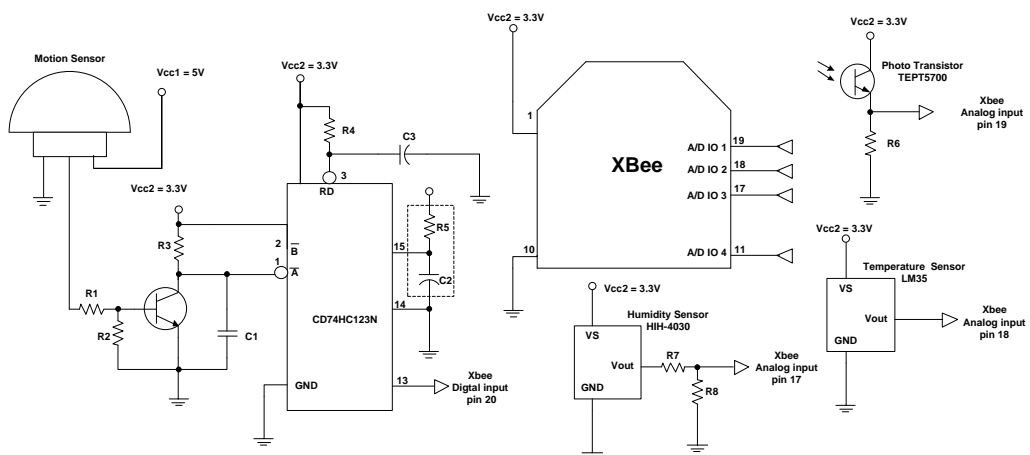 Motion Sensor
Vcc1 = 5V
Vcc2 = 3.3V
R4
C3
3
RD
Vcc2 = 3.3V
R3
2
B
1
A
R1
R2
C1
15
R5
C2
14
CD74HC123N
GND
13
Xbee
Digtal input
pin 20
Vcc2 = 3.3V
1
XBee
A/D IO 1
19
A/D IO 2
18
A/D IO 3
17
10
A/D IO 4
11
Vcc2 = 3.3V
Photo Transistor
TEPT5700
Xbee
Analog input
pin 19
R6
Vcc2 = 3.3V
Humidity Sensor
HIH-4030
VS
Vout
GND
R7
R8
Xbee
Analog input
pin 17
Vcc2 = 3.3V
Temperature Sensor
LM35
VS
Vout
GND
Xbee
Analog input
pin 18